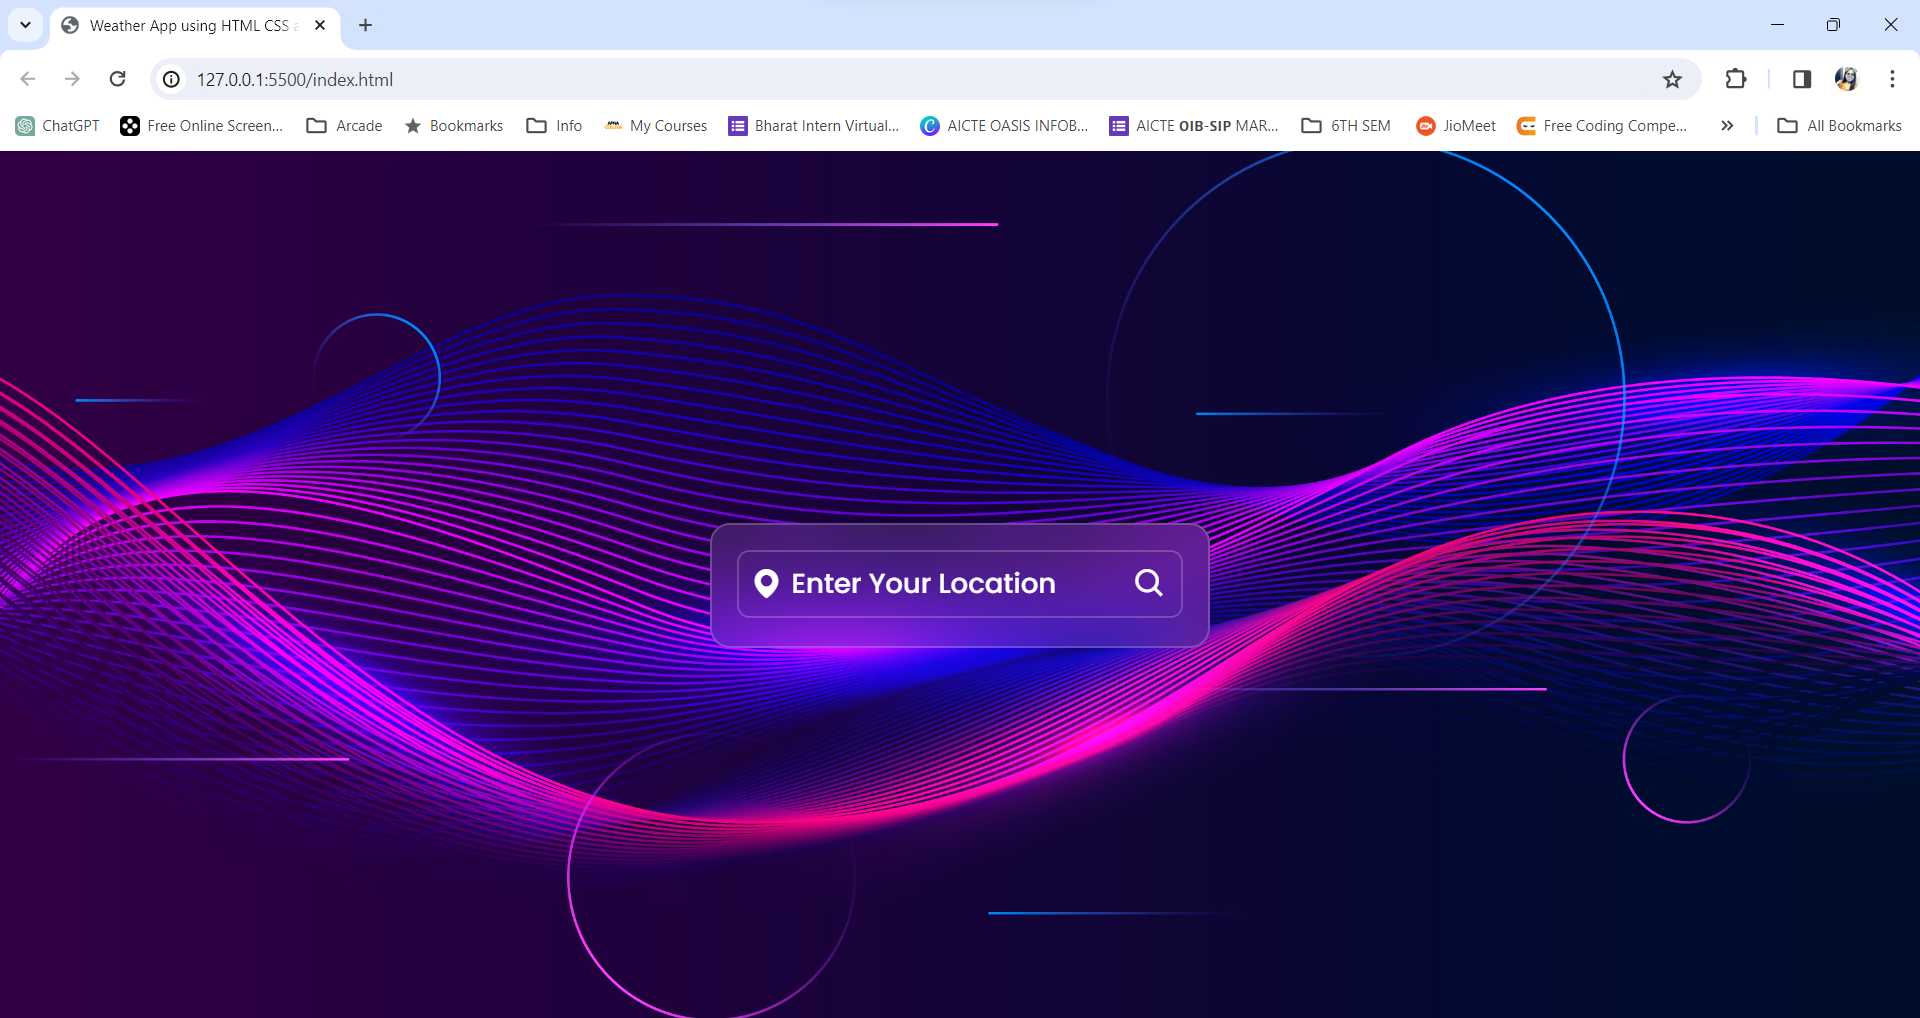 Weather App using HTML CSS
127.0.0.1:5500/index.html
ChatGPT Free Online Screen... Arcade Bookmarks Info My Courses Bharat Intern Virtual... AICTE OASIS INFOB... AICTE OIB-SIP MAR... 6TH SEM JioMeet Free Coding Compe... All Bookmarks
Enter Your Location